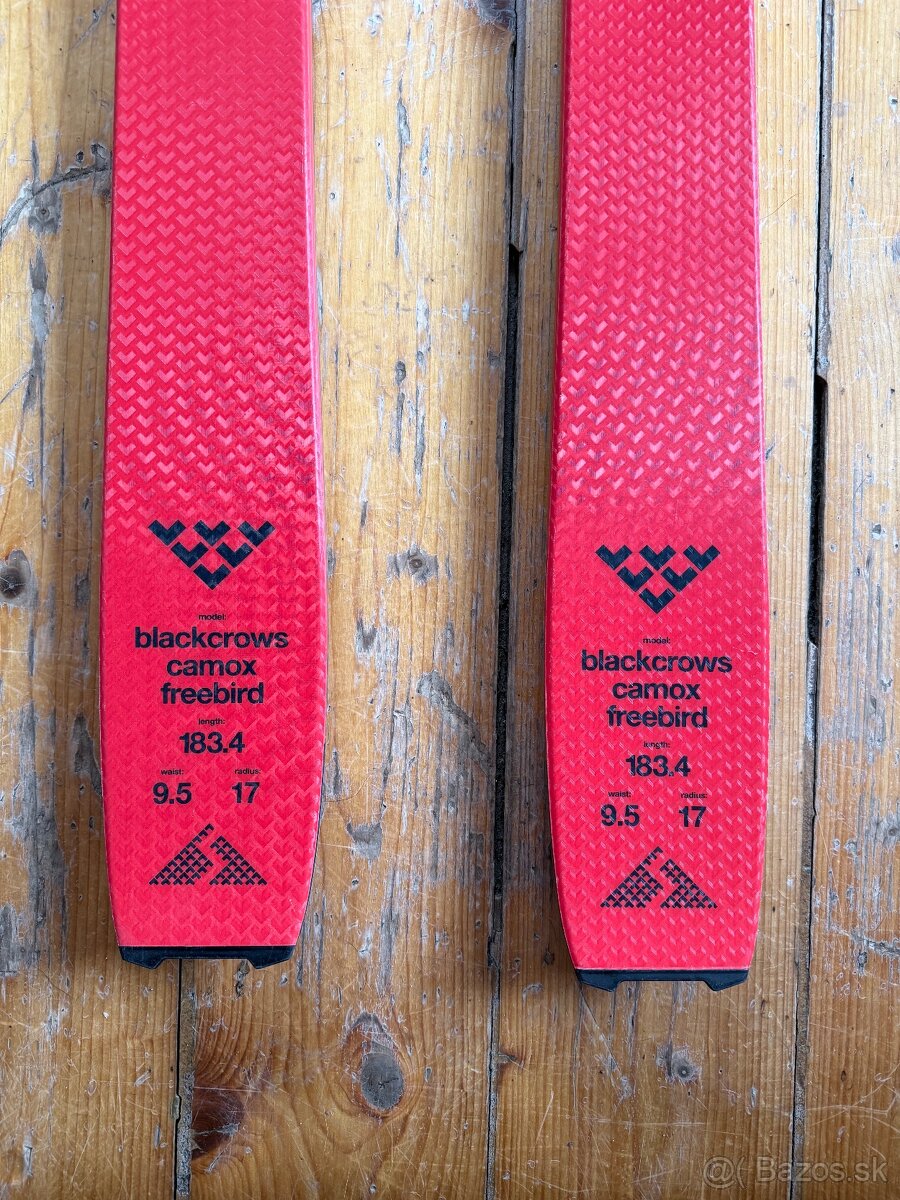 model:
blackcrows
camox
freebird
length:
183.4
waist: radius:
9.5 17
model:
blackcrows
camox
freebird
length:
183.4
waist: radius:
9.5 17
@ Bazos.sk